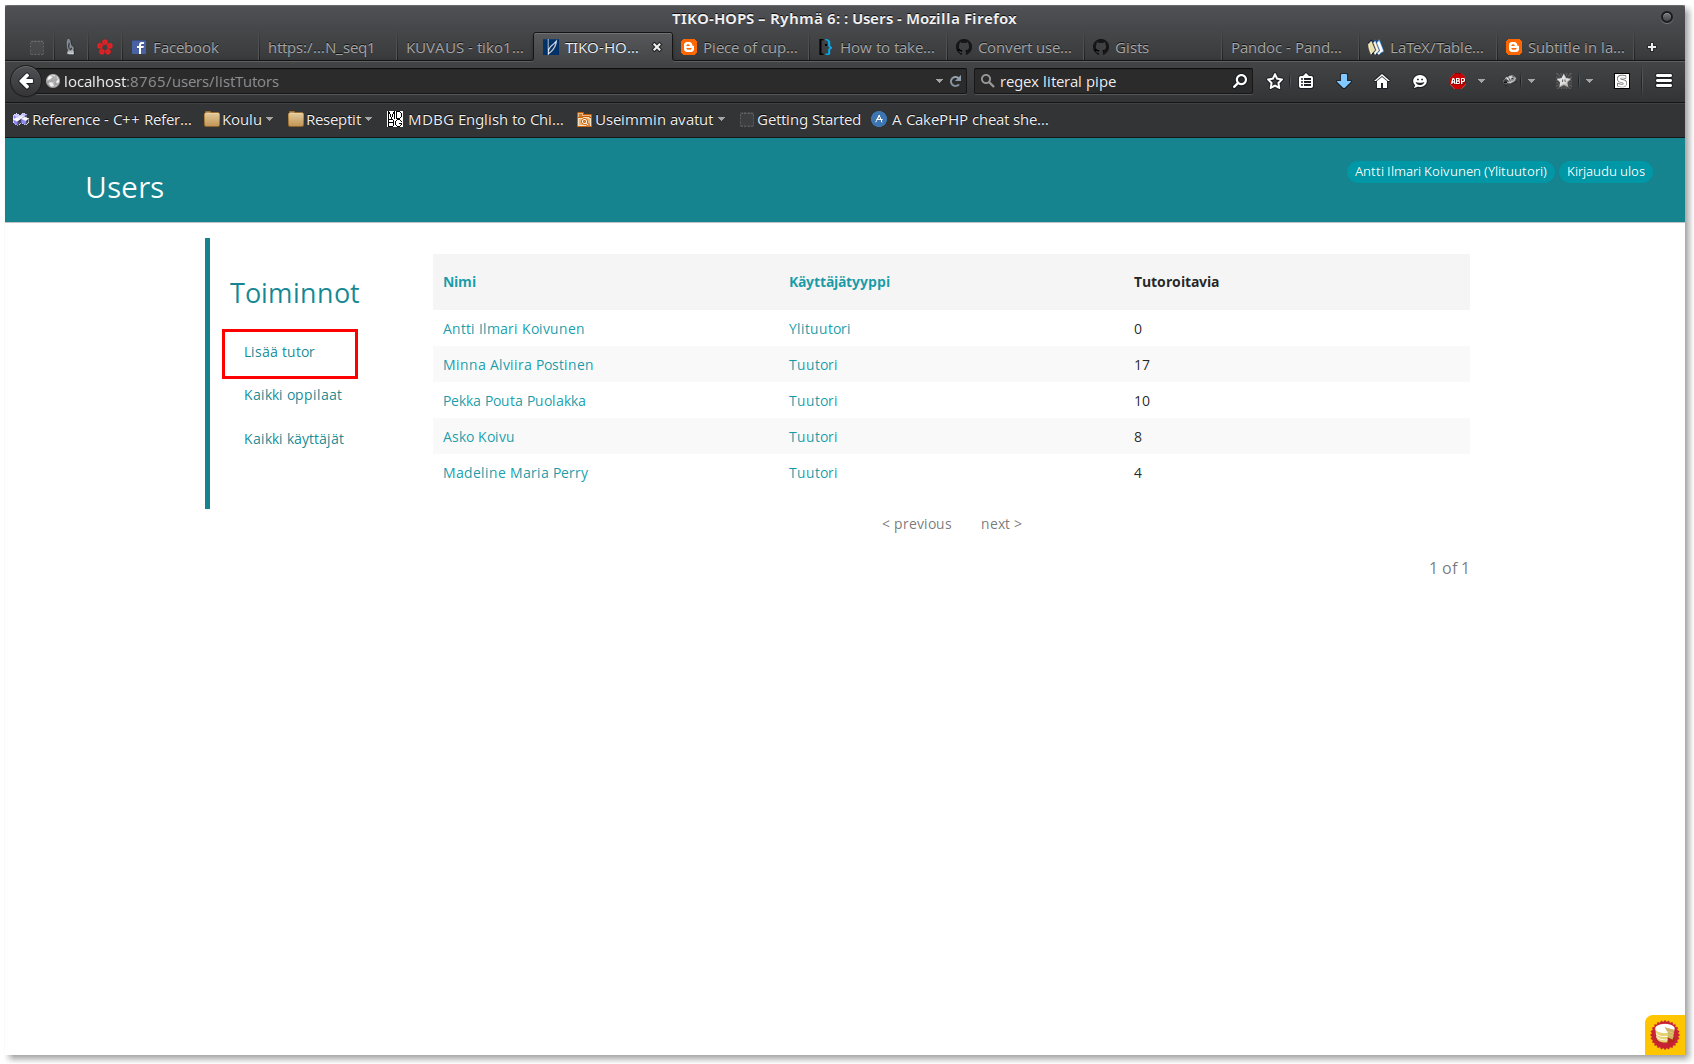 TIKO-HOPS – Ryhmä 6: : Users - Mozilla Firefox
Facebook
https:/...N_seq1
KUVAUS - tiko1...
TIKO-HO...
Piece of cup...
How to take...
Convert use...
Gists
Pandoc - Pand...
LaTeX/Table...
Subtitle in la...
localhost:8765/users/listTutors
regex literal pipe
ABP
S
Reference - C++ Refer...
Koulu
Reseptit
MDBG English to Chi...
Useimmin avatut
Getting Started
A CakePHP cheat she...
Users
Antti Ilmari Koivunen (Ylituutori)
Kirjaudu ulos
Toiminnot
Lisää tutor
Kaikki oppilaat
Kaikki käyttäjät
Nimi Käyttäjätyyppi Tutoroitavia
Antti Ilmari Koivunen Ylituutori 0
Minna Alviira Postinen Tuutori 17
Pekka Pouta Puolakka Tuutori 10
Asko Koivu Tuutori 8
Madeline Maria Perry Tuutori 4
< previous next >
1 of 1